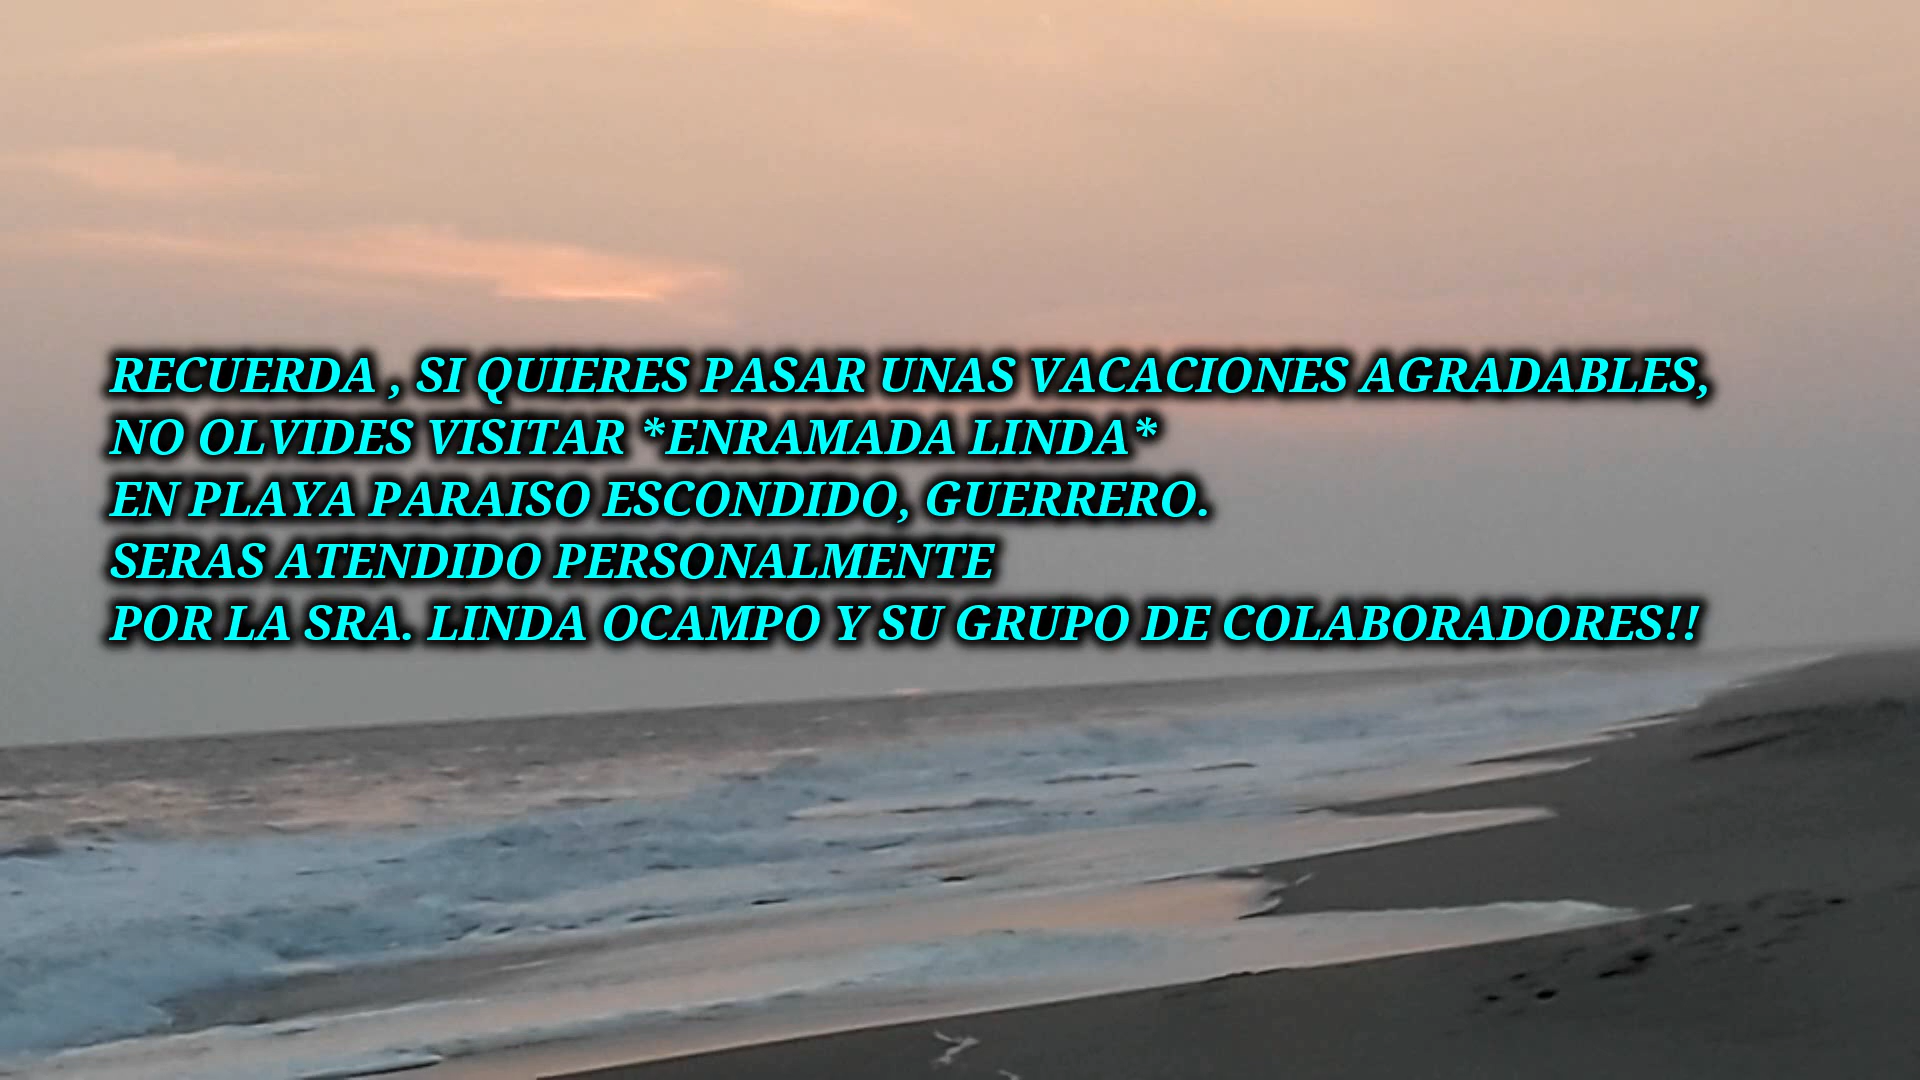 RECUERDA , SI QUIERES PASAR UNAS VACACIONES AGRADABLES,
NO OLVIDES VISITAR *ENRAMADA LINDA*
EN PLAYA PARAISO ESCONDIDO, GUERRERO.
SERAS ATENDIDO PERSONALMENTE
POR LA SRA. LINDA OCAMPO Y SU GRUPO DE COLABORADORES!!